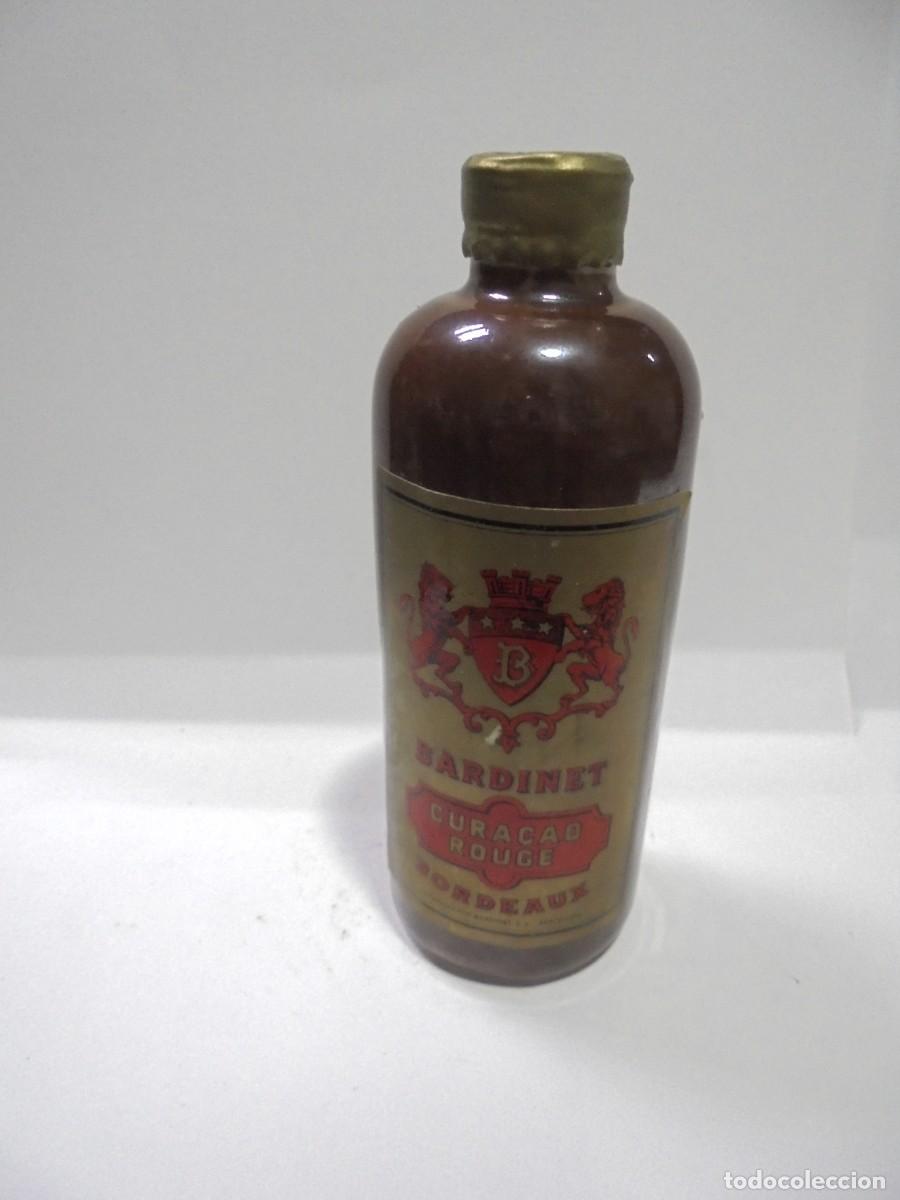 B
BARDINET
CURAÇAO
ROUGE
BORDEAUX
todocoleccion